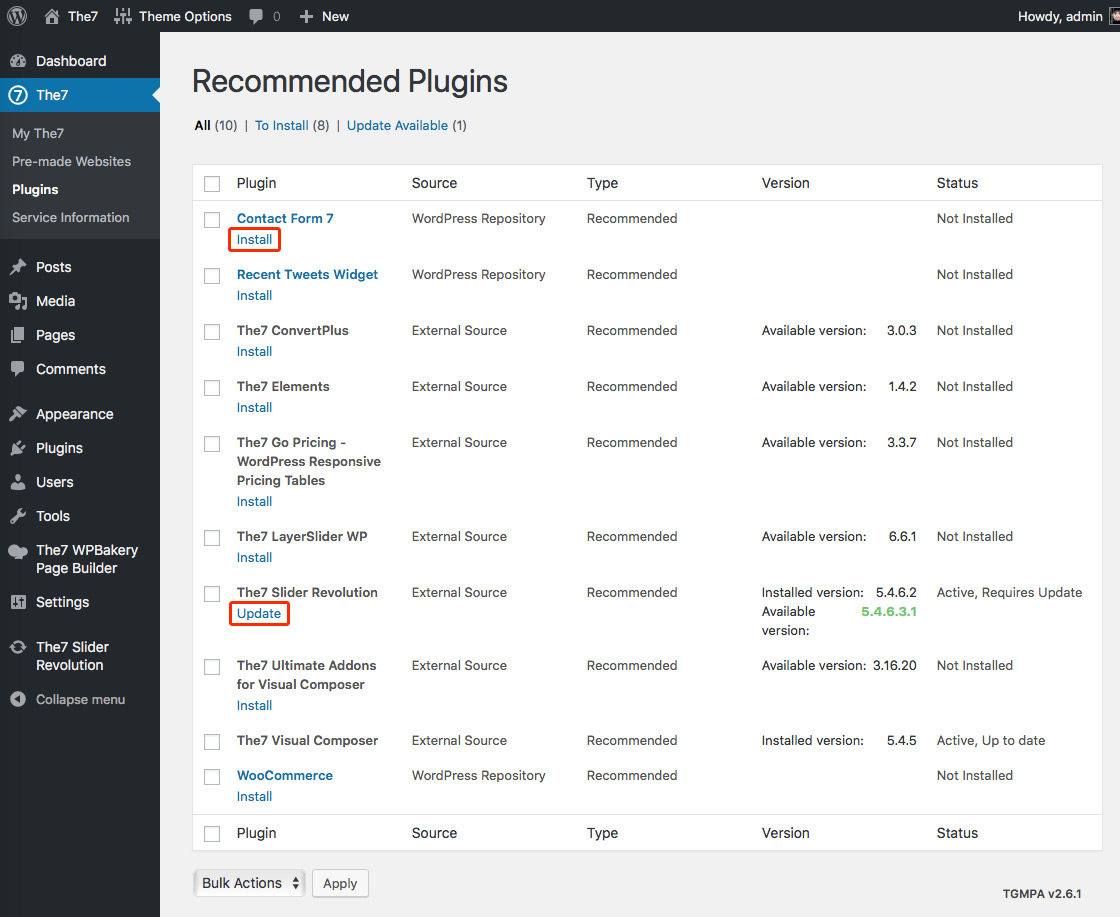 The7 Theme Options 0 New Howdy, admin
Dashboard
The7
My The7
Pre-made Websites
Plugins
Service Information
Posts
Media
Pages
Comments
Appearance
Plugins
Users
Tools
The7 WPBakery
Page Builder
Settings
The7 Slider
Revolution
Collapse menu
Recommended Plugins
All (10) | To Install (8) | Update Available (1)
Plugin Source Type Version Status
Contact Form 7 WordPress Repository Recommended Not Installed
Install
Recent Tweets Widget WordPress Repository Recommended Not Installed
Install
The7 ConvertPlus External Source Recommended Available version: 3.0.3 Not Installed
Install
The7 Elements External Source Recommended Available version: 1.4.2 Not Installed
Install
The7 Go Pricing - External Source Recommended Available version: 3.3.7 Not Installed
WordPress Responsive
Pricing Tables
Install
The7 LayerSlider WP External Source Recommended Available version: 6.6.1 Not Installed
Install
The7 Slider Revolution External Source Recommended Installed version: 5.4.6.2 Active, Requires Update
Update Available 5.4.6.3.1
version:
The7 Ultimate Addons External Source Recommended Available version: 3.16.20 Not Installed
for Visual Composer
Install
The7 Visual Composer External Source Recommended Installed version: 5.4.5 Active, Up to date
WooCommerce WordPress Repository Recommended Not Installed
Install
Plugin Source Type Version Status
Bulk Actions Apply
TGMPA v2.6.1